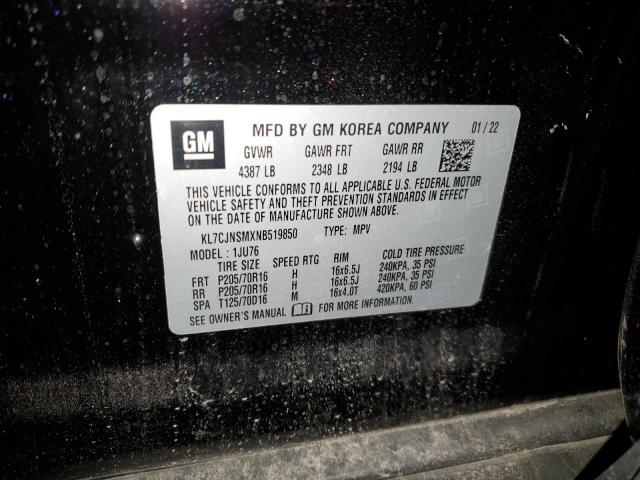 GM MFD BY GM KOREA COMPANY 01/22
GVWR GAWR FRT GAWR RR
4387 LB 2348 LB 2194 LB
THIS VEHICLE CONFORMS TO ALL APPLICABLE U.S. FEDERAL MOTOR
VEHICLE SAFETY AND THEFT PREVENTION STANDARDS IN EFFECT
ON THE DATE OF MANUFACTURE SHOWN ABOVE.
KL7CJNSMXNB519850 TYPE: MPV
MODEL: 1JU76
TIRE SIZE SPEED RTG RIM COLD TIRE PRESSURE
FRT P205/70R16 H 16x6.5J 240KPA, 35 PSI
RR P205/70R16 H 16x6.5J 240KPA, 35 PSI
SPA T125/70D16 M 16x4.0T 420KPA, 60 PSI
SEE OWNER'S MANUAL FOR MORE INFORMATION.